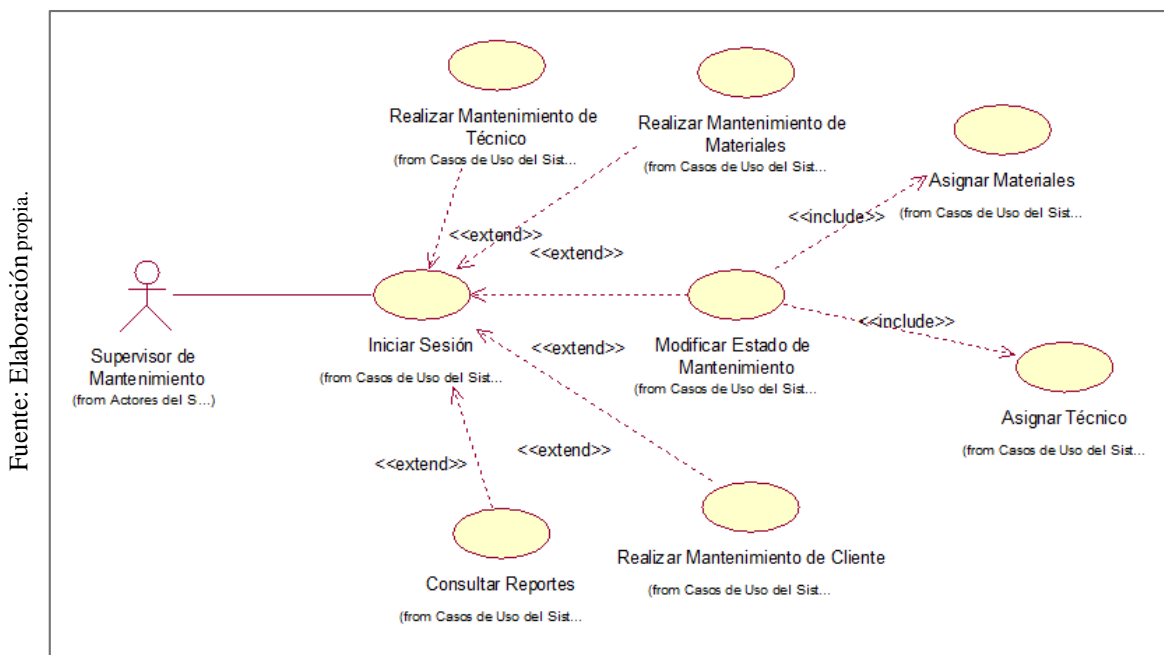 Realizar Mantenimiento de
Técnico
(from Casos de Uso del Sist...
Realizar Mantenimiento de
Materiales
(from Casos de Uso del Sist...
Asignar Materiales
(from Casos de Uso del Sist...
<<include>>
<<extend>>
<<extend>>
Fuente: Elaboración propia.
Supervisor de
Mantenimiento
(from Actores del S...)
Iniciar Sesión
(from Casos de Uso del Sist...
<<extend>>
Modificar Estado de
Mantenimiento
(from Casos de Uso del Sist...
<<include>>
Asignar Técnico
(from Casos de Uso del Sist...
<<extend>>
<<extend>>
Consultar Reportes
(from Casos de Uso del Sist...
Realizar Mantenimiento de Cliente
(from Casos de Uso del Sist...